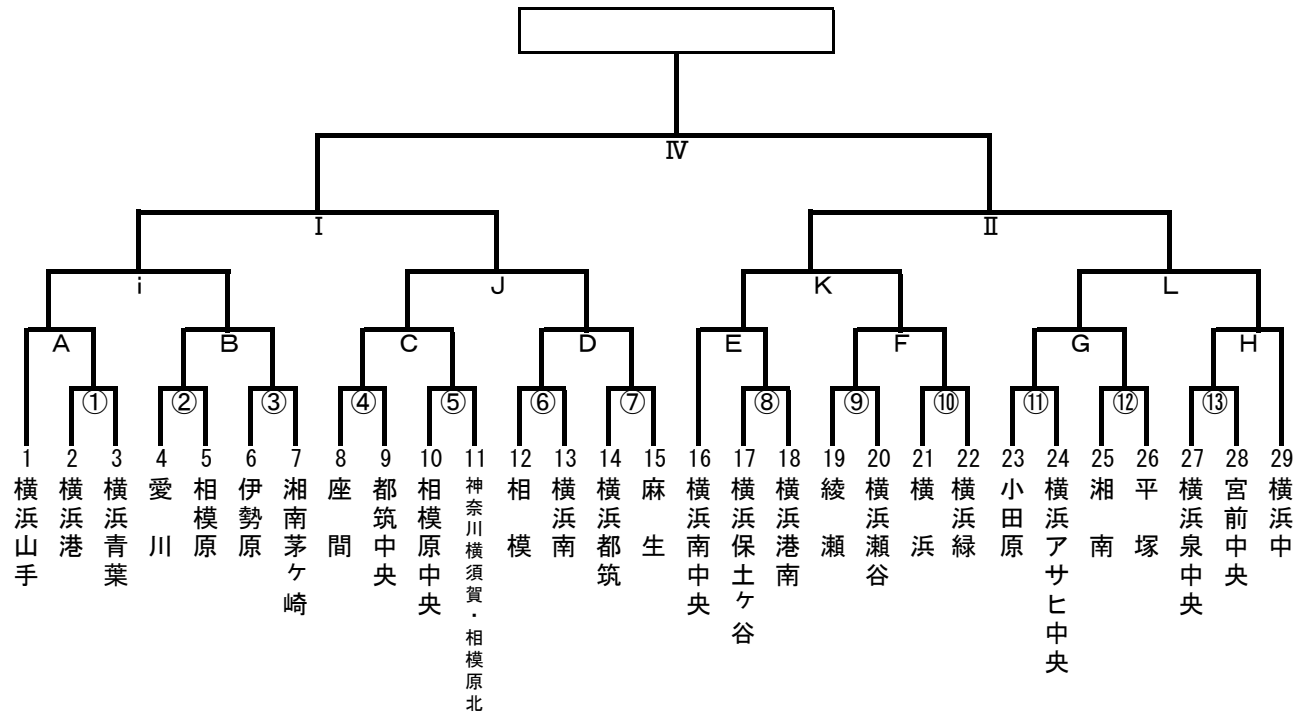 Ⅳ
Ⅰ
Ⅱ
i
J
K
L
A
B
C
D
E
F
G
H
①
②
③
④
⑤
⑥
⑦
⑧
⑨
⑩
⑪
⑫
⑬
1 横浜山手
2 横浜港
3 横浜青葉
4 愛川
5 相模原
6 伊勢原
7 湘南茅ケ崎
8 座間
9 都筑中央
10 相模原中央
11 神奈川横須賀・相模原北
12 相模
13 横浜南
14 横浜都筑
15 麻生
16 横浜南中央
17 横浜保土ケ谷
18 横浜港南
19 綾瀬
20 横浜瀬谷
21 横浜
22 横浜緑
23 小田原
24 横浜アサヒ中央
25 湘南
26 平塚
27 横浜泉中央
28 宮前中央
29 横浜中